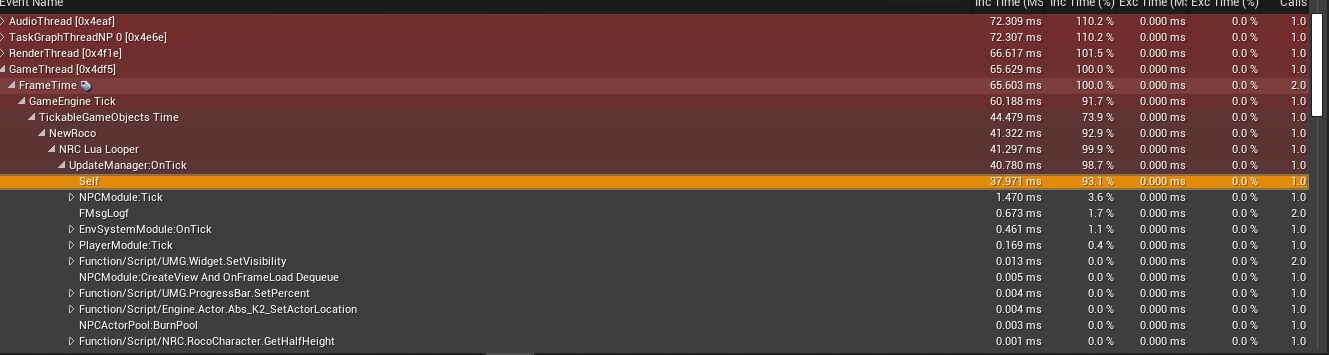 Event Name Inc Time (MS Inc Time (%) Exc Time (M: Exc Time (%) Calls
AudioThread [0x4eaf] 72.309 ms 110.2 % 0.000 ms 0.0 % 1.0
TaskGraphThreadNP 0 [0x4e6e] 72.307 ms 110.2 % 0.000 ms 0.0 % 1.0
RenderThread [0x4f1e] 66.617 ms 101.5 % 0.000 ms 0.0 % 1.0
GameThread [0x4df5] 65.629 ms 100.0 % 0.000 ms 0.0 % 1.0
FrameTime 65.603 ms 100.0 % 0.000 ms 0.0 % 2.0
GameEngine Tick 60.188 ms 91.7 % 0.000 ms 0.0 % 1.0
TickableGameObjects Time 44.479 ms 73.9 % 0.000 ms 0.0 % 1.0
NewRoco 41.322 ms 92.9 % 0.000 ms 0.0 % 1.0
NRC Lua Looper 41.297 ms 99.9 % 0.000 ms 0.0 % 1.0
UpdateManager:OnTick 40.780 ms 98.7 % 0.000 ms 0.0 % 1.0
Self 37.971 ms 93.1 % 0.000 ms 0.0 % 1.0
NPCModule:Tick 1.470 ms 3.6 % 0.000 ms 0.0 % 1.0
FMsgLogf 0.673 ms 1.7 % 0.000 ms 0.0 % 2.0
EnvSystemModule:OnTick 0.461 ms 1.1 % 0.000 ms 0.0 % 1.0
PlayerModule:Tick 0.169 ms 0.4 % 0.000 ms 0.0 % 1.0
Function/Script/UMG.Widget.SetVisibility 0.013 ms 0.0 % 0.000 ms 0.0 % 2.0
NPCModule:CreateView And OnFrameLoad Dequeue 0.005 ms 0.0 % 0.000 ms 0.0 % 1.0
Function/Script/UMG.ProgressBar.SetPercent 0.004 ms 0.0 % 0.000 ms 0.0 % 1.0
Function/Script/Engine.Actor.Abs_K2_SetActorLocation 0.004 ms 0.0 % 0.000 ms 0.0 % 1.0
NPCActorPool:BurnPool 0.003 ms 0.0 % 0.000 ms 0.0 % 1.0
Function/Script/NRC.RocoCharacter.GetHalfHeight 0.001 ms 0.0 % 0.000 ms 0.0 % 1.0